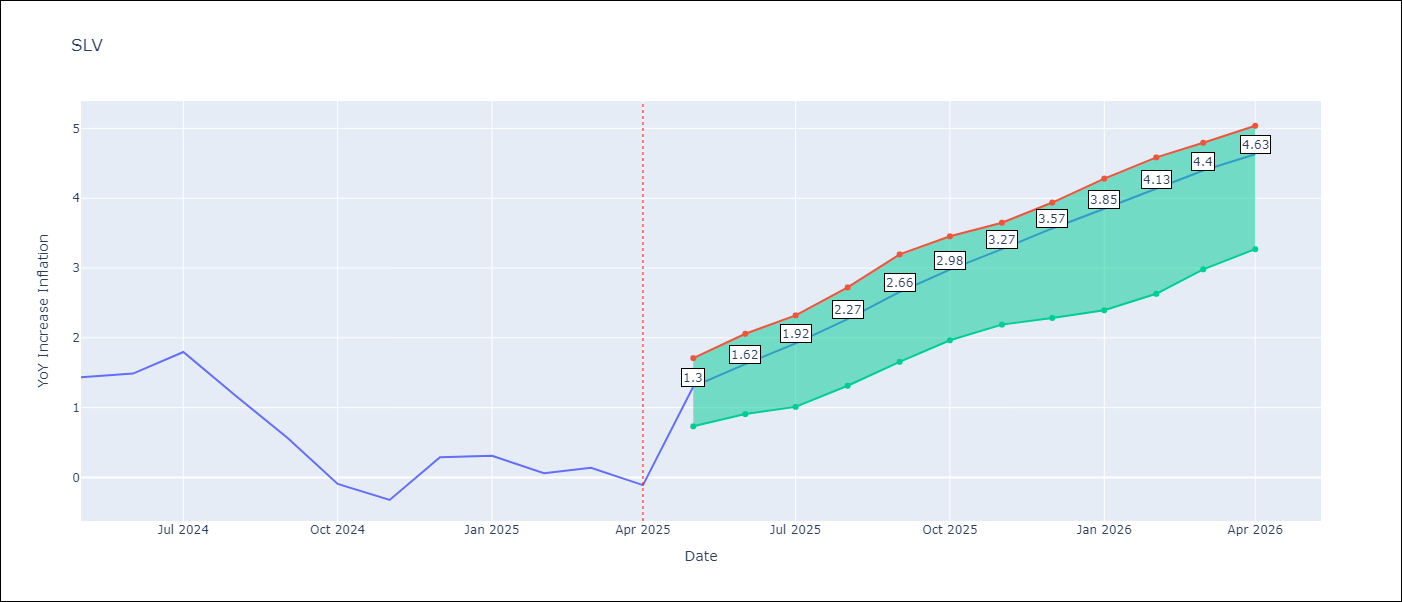 SLV
YoY Increase Inflation
5
4
3
2
1
0
1.3
1.62
1.92
2.27
2.66
2.98
3.27
3.57
3.85
4.13
4.4
4.63
Jul 2024
Oct 2024
Jan 2025
Apr 2025
Jul 2025
Oct 2025
Jan 2026
Apr 2026
Date